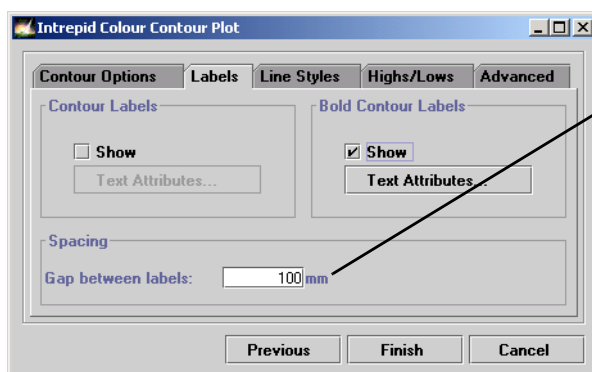 Intrepid Colour Contour Plot
Contour Options Labels Line Styles Highs/Lows Advanced
Contour Labels Bold Contour Labels
Show Show
Text Attributes... Text Attributes...
Spacing
Gap between labels: 100 mm
Previous Finish Cancel